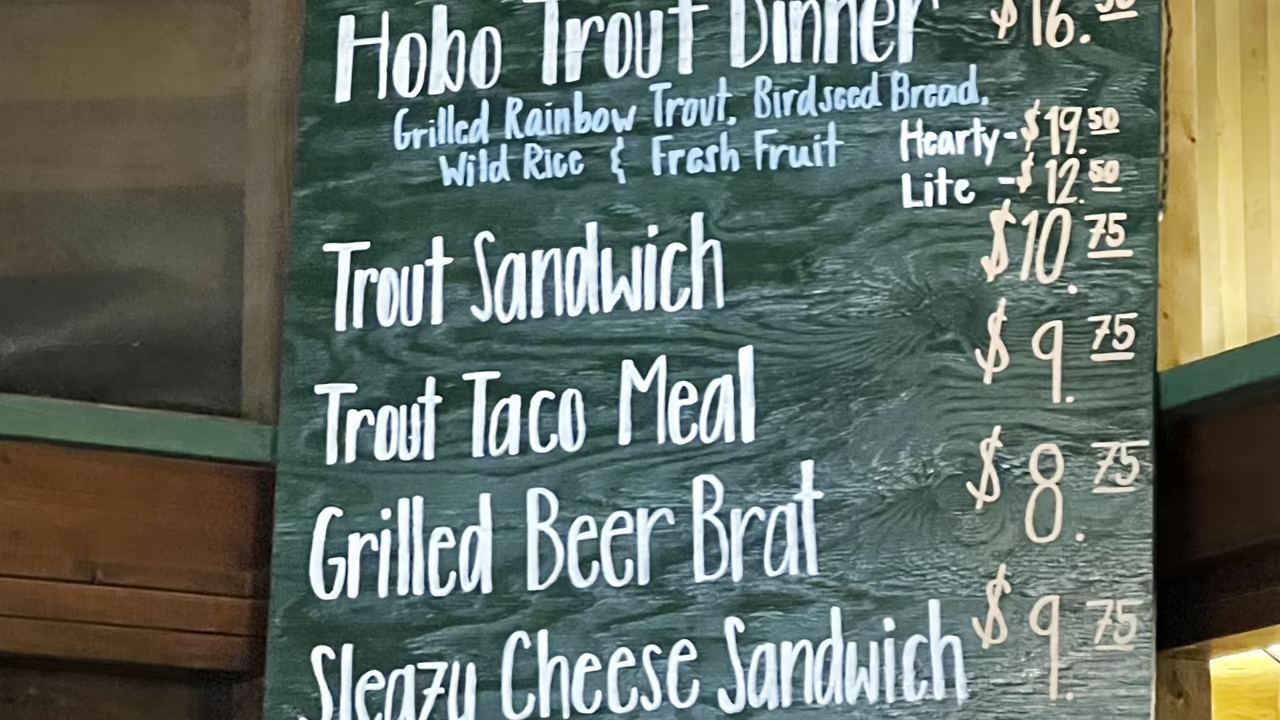 Hobo Trout Dinner $16.50
Grilled Rainbow Trout, Birdseed Bread,
Wild Rice & Fresh Fruit
Hearty-$19.50
Lite -$12.50
Trout Sandwich $10.75
Trout Taco Meal $9.75
Grilled Beer Brat $8.75
Sleazy Cheese Sandwich $9.75